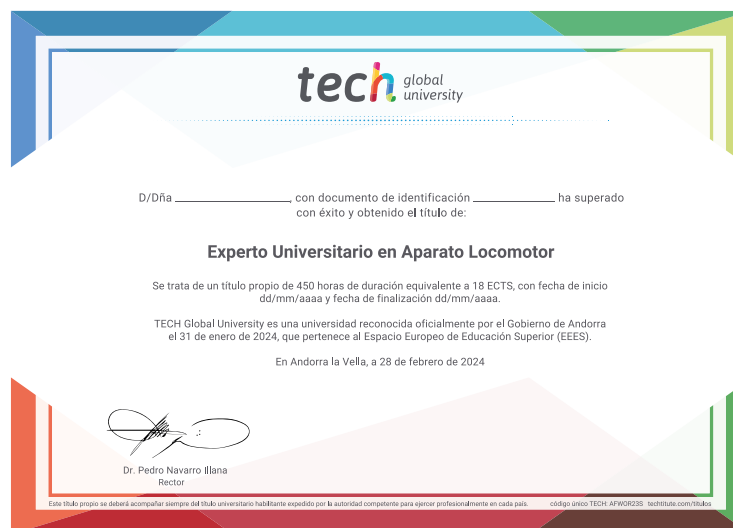 tech global university
D/Dña ____________________, con documento de identificación ______________ ha superado
con éxito y obtenido el título de:
Experto Universitario en Aparato Locomotor
Se trata de un título propio de 450 horas de duración equivalente a 18 ECTS, con fecha de inicio
dd/mm/aaaa y fecha de finalización dd/mm/aaaa.
TECH Global University es una universidad reconocida oficialmente por el Gobierno de Andorra
el 31 de enero de 2024, que pertenece al Espacio Europeo de Educación Superior (EEES).
En Andorra la Vella, a 28 de febrero de 2024
Dr. Pedro Navarro Illana
Rector
Este título propio se deberá acompañar siempre del título universitario habilitante expedido por la autoridad competente para ejercer profesionalmente en cada país. código único TECH: AFWOR23S techtitute.com/titulos